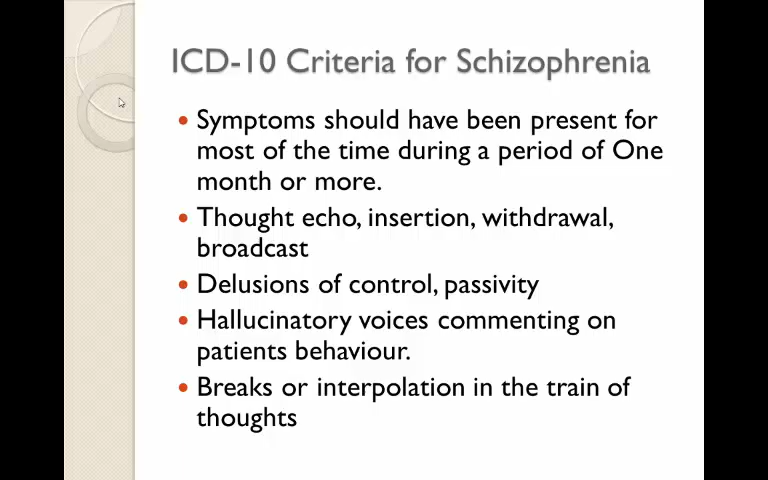 ICD-10 Criteria for Schizophrenia
• Symptoms should have been present for
most of the time during a period of One
month or more.
• Thought echo, insertion, withdrawal,
broadcast
• Delusions of control, passivity
• Hallucinatory voices commenting on
patients behaviour.
• Breaks or interpolation in the train of
thoughts